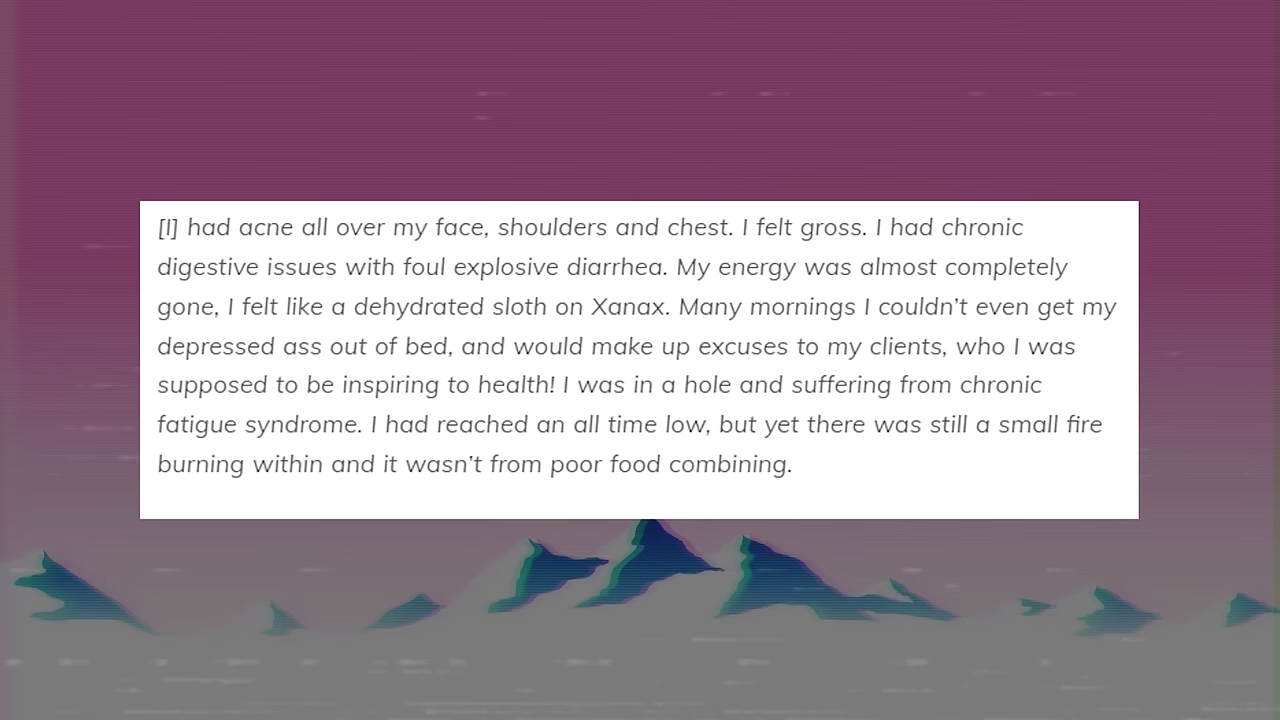 [I] had acne all over my face, shoulders and chest. I felt gross. I had chronic
digestive issues with foul explosive diarrhea. My energy was almost completely
gone, I felt like a dehydrated sloth on Xanax. Many mornings I couldn’t even get my
depressed ass out of bed, and would make up excuses to my clients, who I was
supposed to be inspiring to health! I was in a hole and suffering from chronic
fatigue syndrome. I had reached an all time low, but yet there was still a small fire
burning within and it wasn’t from poor food combining.